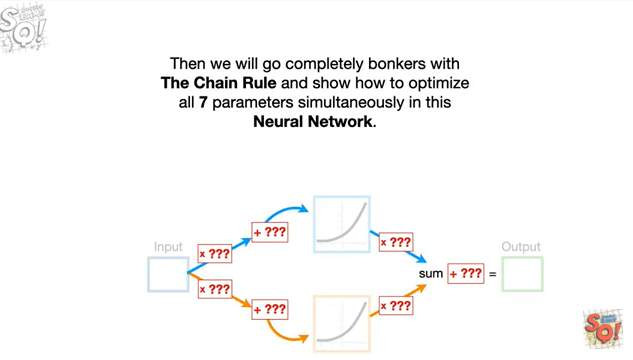 Then we will go completely bonkers with
The Chain Rule and show how to optimize
all 7 parameters simultaneously in this
Neural Network.
+ ???
Input
x ???
x ???
Output
sum + ??? =
x ???
x ???
+ ???
SQ!